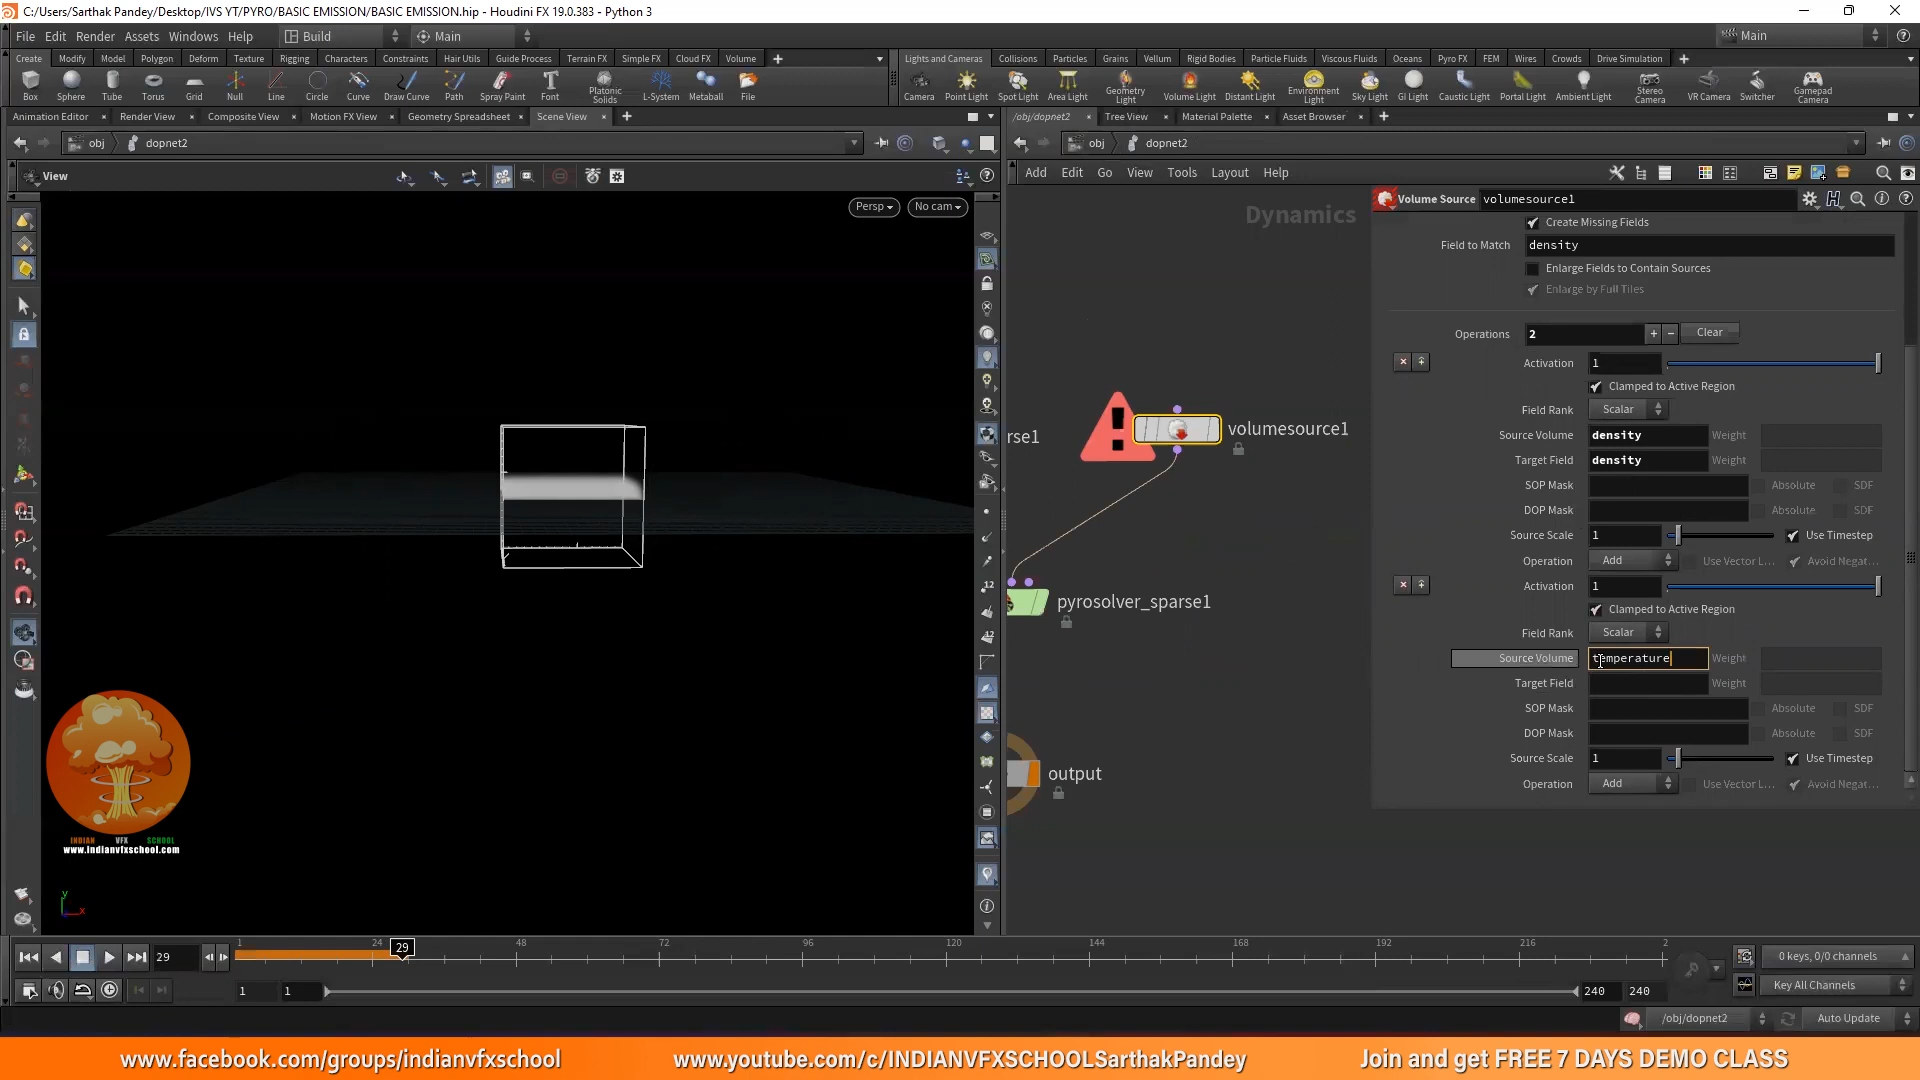 C:/Users/Sarthak Pandey/Desktop/IVS YT/PYRO/BASIC EMISSION/BASIC EMISSION.hip - Houdini FX 19.0.383 - Python 3
File Edit Render Assets Windows Help Build Main Main
Create Modify Model Polygon Deform Texture Rigging Characters Constraints Hair Utils Guide Process Terrain FX Simple FX Cloud FX Volume
Lights and Cameras Collisions Particles Grains Vellum Rigid Bodies Particle Fluids Viscous Fluids Oceans Pyro FX FEM Wires Crowds Drive Simulation
Box Sphere Tube Torus Grid Null Line Circle Curve Draw Curve Path Spray Paint Font Platonic Solids L-System Metaball File
Camera Point Light Spot Light Area Light Geometry Light Volume Light Distant Light Environment Light Sky Light GI Light Caustic Light Portal Light Ambient Light Stereo Camera VR Camera Switcher Gamepad Camera
Animation Editor Render View Composite View Motion FX View Geometry Spreadsheet Scene View
/obj/dopnet2 Tree View Material Palette Asset Browser
obj dopnet2
obj dopnet2
View
Add Edit Go View Tools Layout Help
Persp No cam
Dynamics
Volume Source volumesource1
Create Missing Fields
Field to Match density
Enlarge Fields to Contain Sources
Enlarge by Full Tiles
Operations 2 + - Clear
Activation 1
Clamped to Active Region
Field Rank Scalar
Source Volume density Weight
Target Field density Weight
SOP Mask Absolute SDF
DOP Mask Absolute SDF
Source Scale 1 Use Timestep
Operation Add Use Vector L... Avoid Negat...
Activation 1
Clamped to Active Region
Field Rank Scalar
Source Volume temperature Weight
Target Field Weight
SOP Mask Absolute SDF
DOP Mask Absolute SDF
Source Scale 1 Use Timestep
Operation Add Use Vector L... Avoid Negat...
rse1
volumesource1
pyrosolver_sparse1
output
12
12
INDIAN VFX SCHOOL
www.indianvfxschool.com
y
x
29
1 24 29 48 72 96 120 144 168 192 216 2
0 keys, 0/0 channels
1 1 240 240
Key All Channels
/obj/dopnet2 Auto Update
www.facebook.com/groups/indianvfxschool
www.youtube.com/c/INDIANVFXSCHOOLSarthakPandey
Join and get FREE 7 DAYS DEMO CLASS